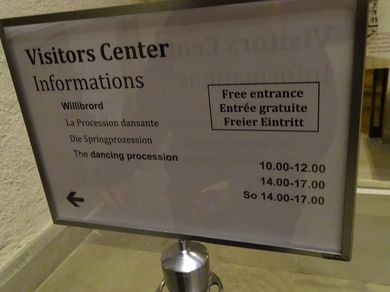 Visitors Center
Informations
Willibrord
La Procession dansante
Die Springprozession
The dancing procession
Free entrance
Entrée gratuite
Freier Eintritt
10.00-12.00
14.00-17.00
So 14.00-17.00